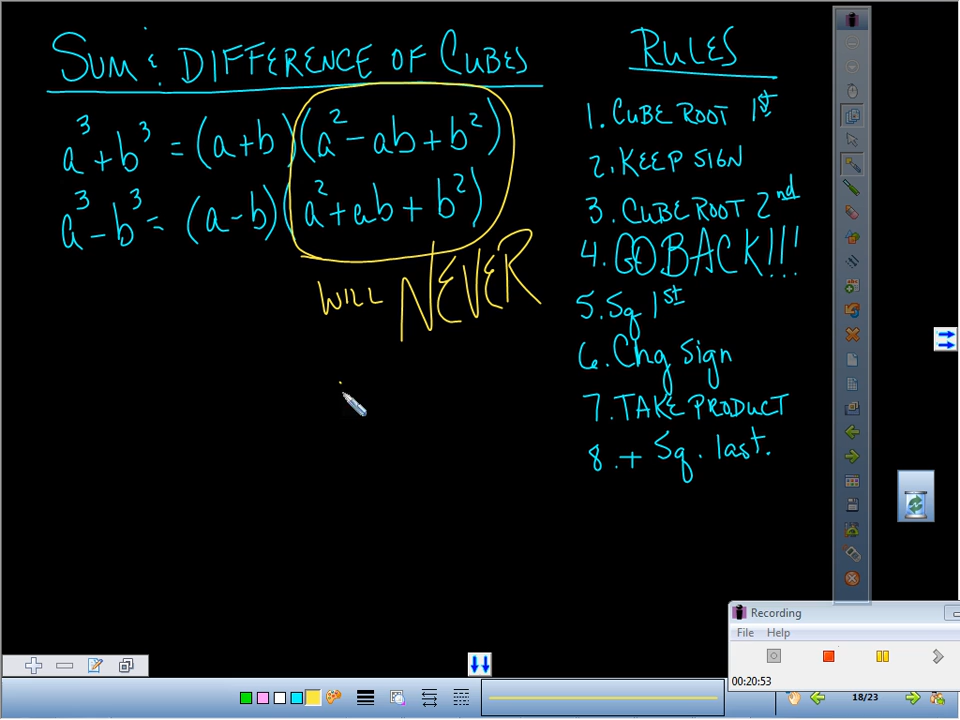 SUM & DIFFERENCE OF CUBES
a³ + b³ = (a+b)(a² - ab + b²)
a³ - b³ = (a-b)(a² + ab + b²)
WILL NEVER
RULES
1. CUBE ROOT 1st
2. KEEP SIGN
3. CUBE ROOT 2nd
4. GO BACK!!!
5. Sq 1st
6. Chg Sign
7. TAKE PRODUCT
8. + Sq. last.
Recording
File Help
00:20:53
18/23